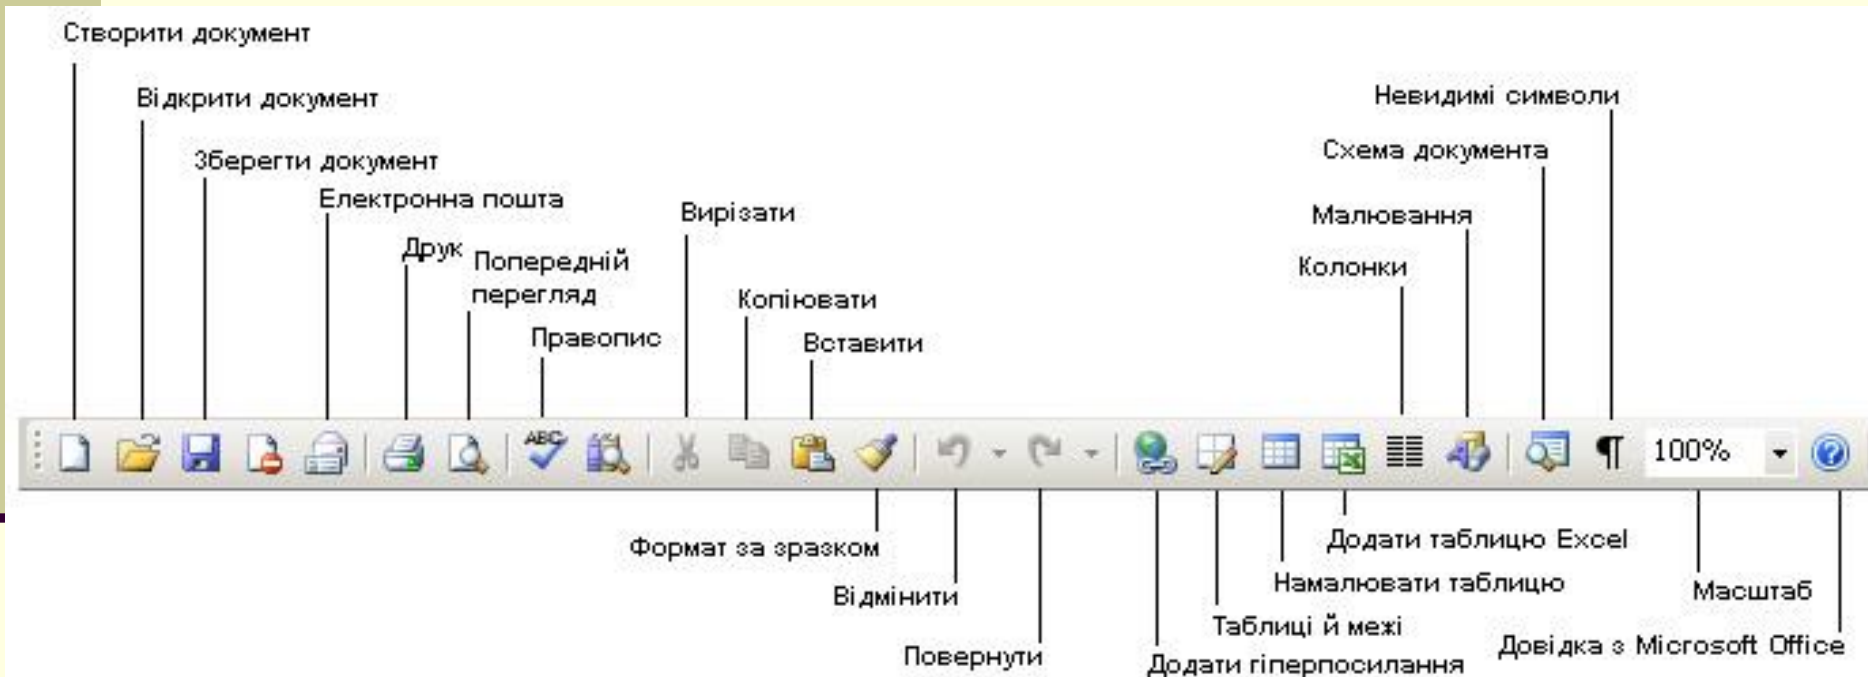 Створити документ
Відкрити документ
Зберегти документ
Електронна пошта
Друк
Попередній
перегляд
Правопис
Вирізати
Копіювати
Вставити
Невидимі символи
Схема документа
Малювання
Колонки
ABC
100%
Формат за зразком
Відмінити
Повернути
Додати таблицю Excel
Намалювати таблицю
Таблиці й межі
Додати гіперпосилання
Масштаб
Довідка з Microsoft Office